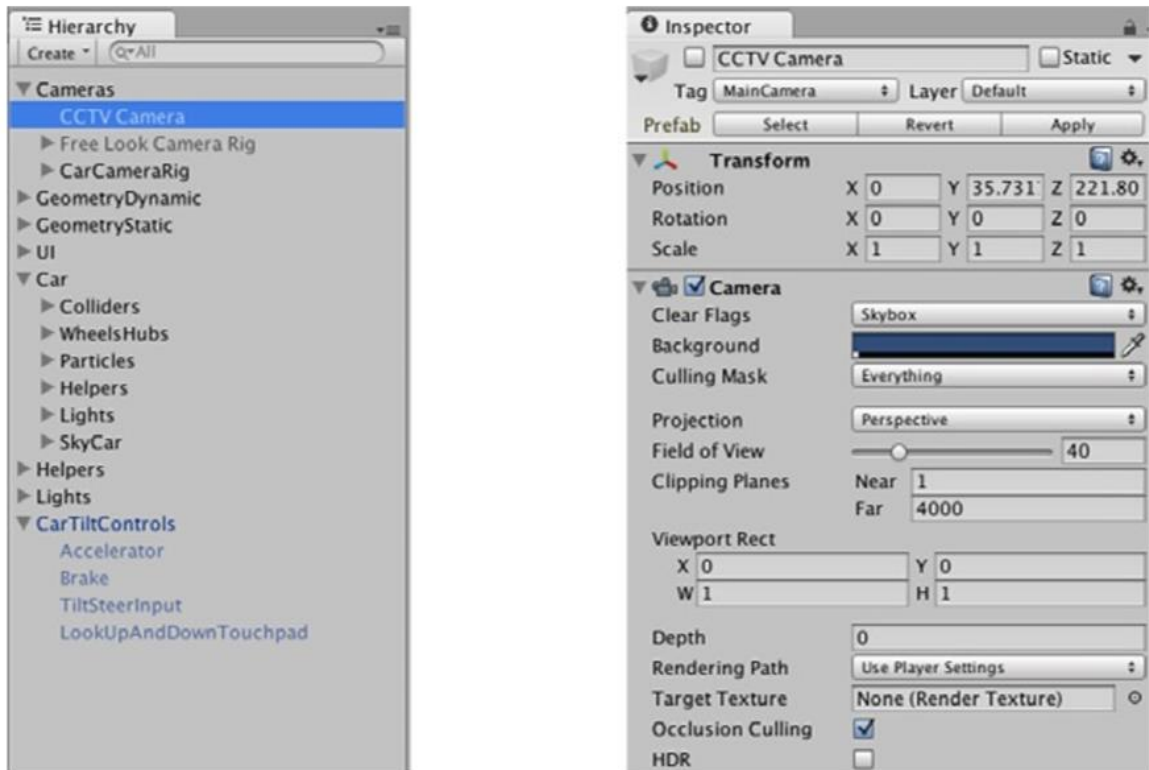 Hierarchy
Create All
Cameras
CCTV Camera
Free Look Camera Rig
CarCameraRig
GeometryDynamic
GeometryStatic
UI
Car
Colliders
WheelsHubs
Particles
Helpers
Lights
SkyCar
Helpers
Lights
CarTiltControls
Accelerator
Brake
TiltSteerInput
LookUpAndDownTouchpad
Inspector
CCTV Camera Static
Tag MainCamera Layer Default
Prefab Select Revert Apply
Transform
Position X 0 Y 35.731 Z 221.80
Rotation X 0 Y 0 Z 0
Scale X 1 Y 1 Z 1
Camera
Clear Flags Skybox
Background
Culling Mask Everything
Projection Perspective
Field of View 40
Clipping Planes Near 1
Far 4000
Viewport Rect
X 0 Y 0
W 1 H 1
Depth 0
Rendering Path Use Player Settings
Target Texture None (Render Texture)
Occlusion Culling
HDR